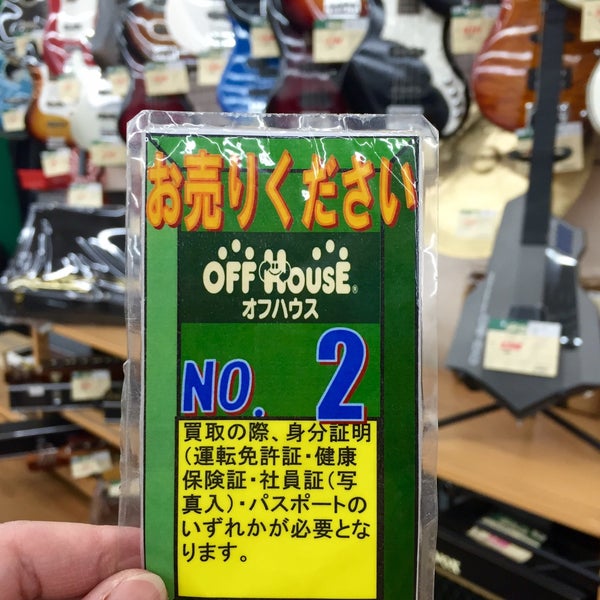 お売りください
OFF HOUSE®
オフハウス
NO. 2
買取の際、身分証明
(運転免許証・健康
保険証・社員証(写
真入)・パスポートの
いずれかが必要とな
ります。